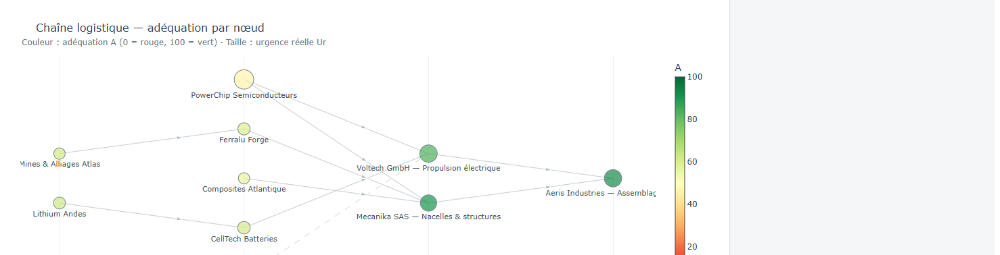 Chaîne logistique — adéquation par nœud
Couleur : adéquation A (0 = rouge, 100 = vert) · Taille : urgence réelle Ur
A
100
PowerChip Semiconducteurs
80
Ferralu Forge
Mines & Alliages Atlas
60
Voltech GmbH — Propulsion électrique
Composites Atlantique
Aeris Industries — Assemblag
40
Lithium Andes
Mecanika SAS — Nacelles & structures
CellTech Batteries
20